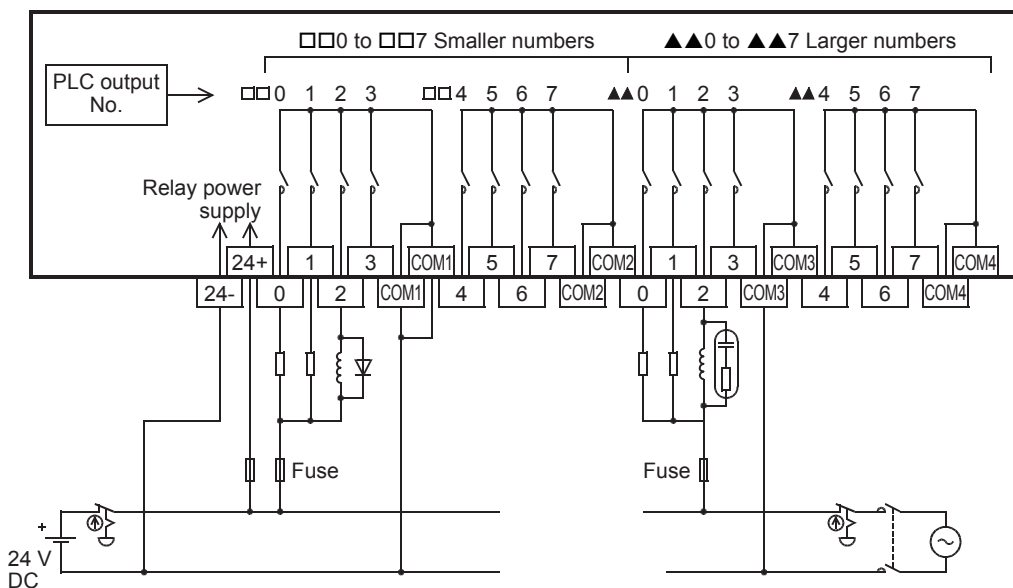 □□0 to □□7 Smaller numbers ▲▲0 to ▲▲7 Larger numbers
PLC output
No.
□□0 1 2 3 □□4 5 6 7 ▲▲0 1 2 3 ▲▲4 5 6 7
Relay power
supply
24+ 1 3 COM1 5 7 COM2 1 3 COM3 5 7 COM4
24- 0 2 COM1 4 6 COM2 0 2 COM3 4 6 COM4
Fuse Fuse
+
24 V
DC